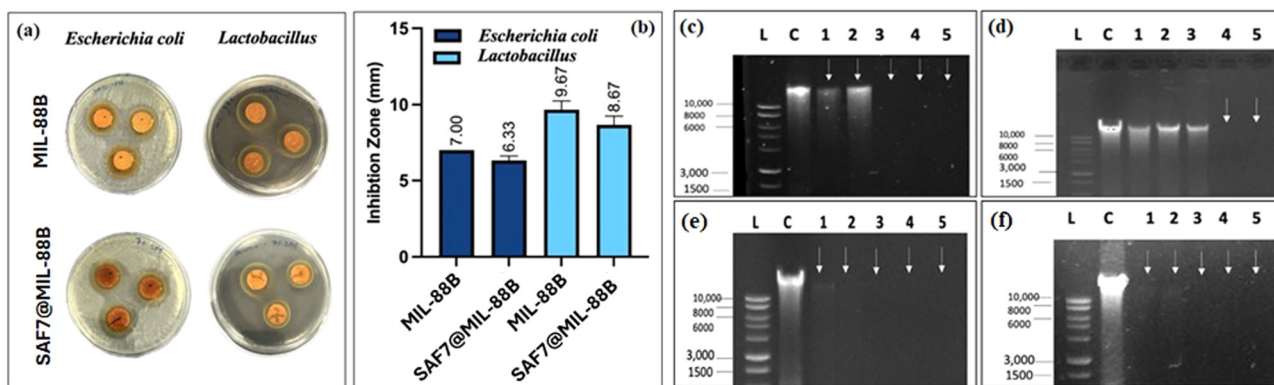 (a)
Escherichia coli Lactobacillus
MIL-88B
SAF7@MIL-88B
(b)
Escherichia coli
Lactobacillus
Inhibtion Zone (mm)
15
10
5
0
7.00
6.33
9.67
8.67
MIL-88B
SAF7@MIL-88B
MIL-88B
SAF7@MIL-88B
(c)
L C 1 2 3 4 5
10,000
8000
6000
3,000
1500
(d)
L C 1 2 3 4 5
10,000
8000
6000
3,000
1500
(e)
L C 1 2 3 4 5
10,000
8000
6000
3,000
1500
(f)
L C 1 2 3 4 5
10,000
8000
6000
3,000
1500